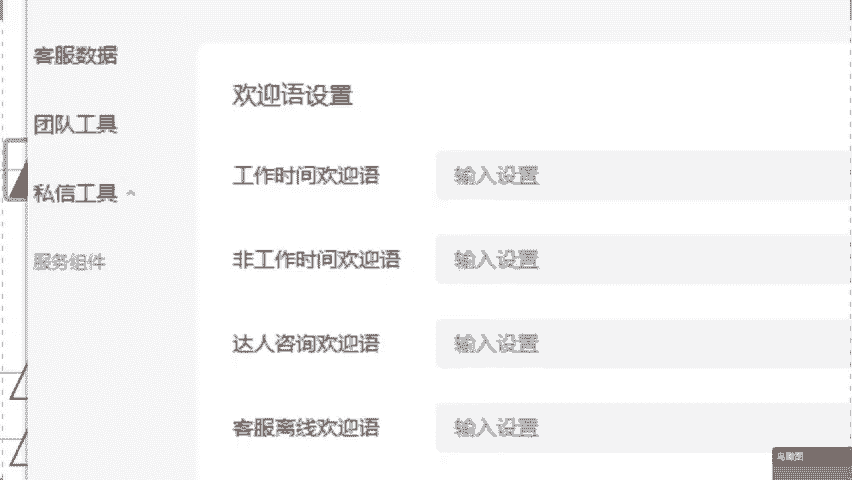 客服数据
团队工具
私信工具
服务组件
欢迎语设置
工作时间欢迎语 输入设置
非工作时间欢迎语 输入设置
达人咨询欢迎语 输入设置
客服离线欢迎语 输入设置
鸟瞰图